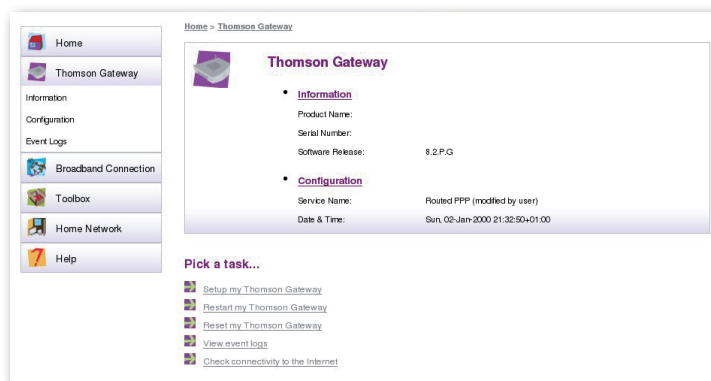 Home > Thomson Gateway
Home
Thomson Gateway
Information
Configuration
Event Logs
Broadband Connection
Toolbox
Home Network
Help
Thomson Gateway
Information
Product Name:
Serial Number:
Software Release: 8.2.P.G
Configuration
Service Name: Routed PPP (modified by user)
Date & Time: Sun, 02-Jan-2000 21:32:50+01:00
Pick a task...
Setup my Thomson Gateway
Restart my Thomson Gateway
Reset my Thomson Gateway
View event logs
Check connectivity to the Internet